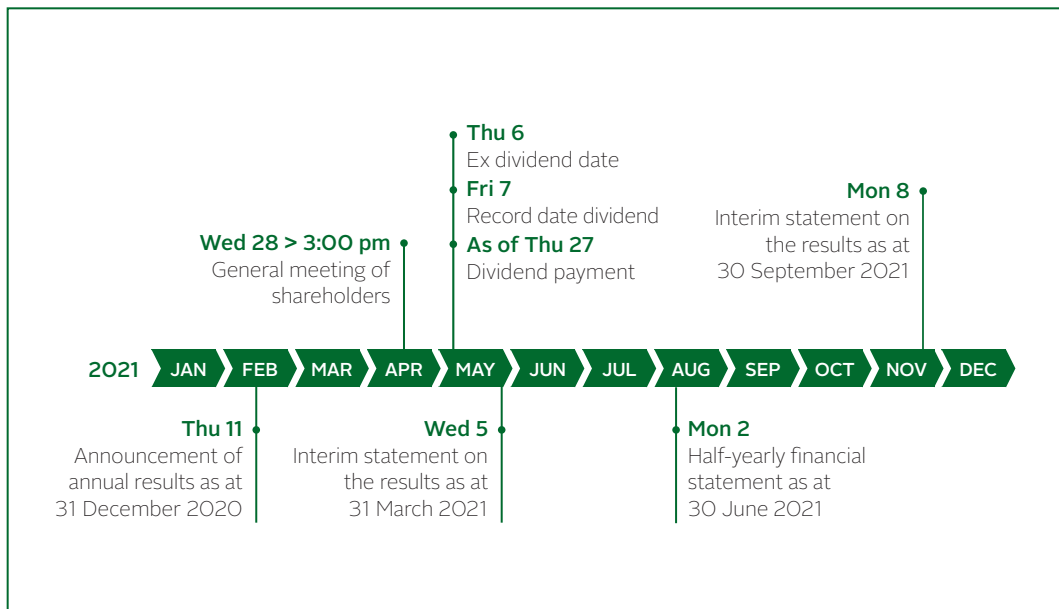 Thu 6
Ex dividend date
Fri 7
Record date dividend
As of Thu 27
Dividend payment
Wed 28 > 3:00 pm
General meeting of
shareholders
Mon 8
Interim statement on
the results as at
30 September 2021
2021 JAN FEB MAR APR MAY JUN JUL AUG SEP OCT NOV DEC
Thu 11
Announcement of
annual results as at
31 December 2020
Wed 5
Interim statement on
the results as at
31 March 2021
Mon 2
Half-yearly financial
statement as at
30 June 2021